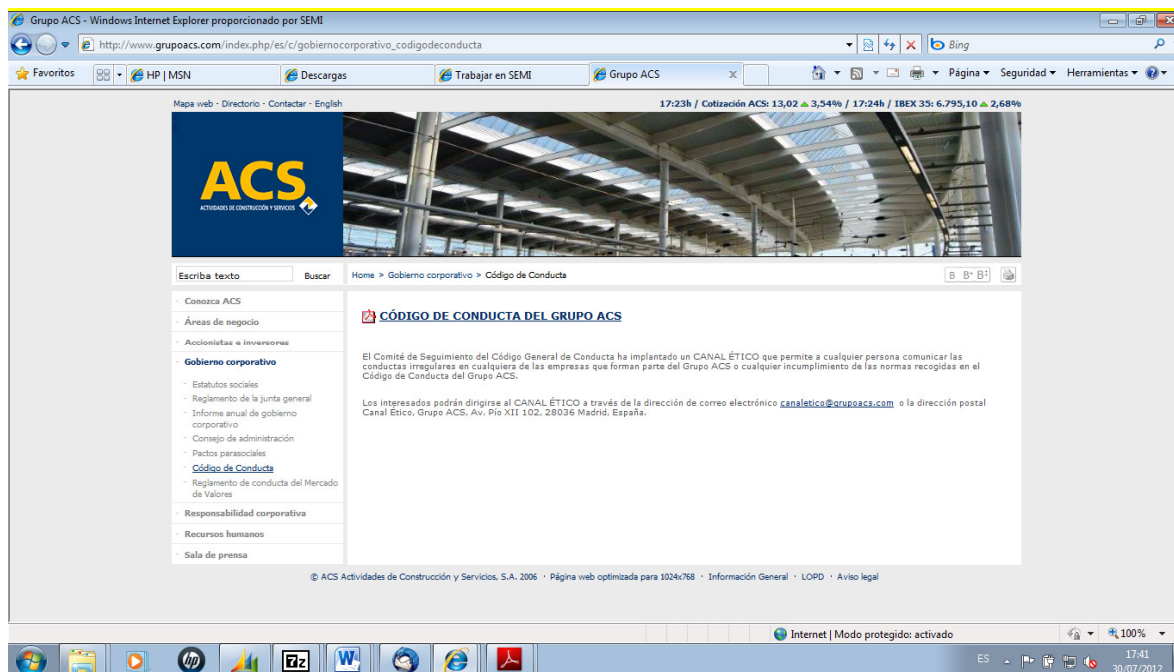 Grupo ACS - Windows Internet Explorer proporcionado por SEMI
http://www.grupoacs.com/index.php/es/c/gobiernocorporativo_codigodeconducta
Bing
Favoritos
HP | MSN
Descargas
Trabajar en SEMI
Grupo ACS
Página
Seguridad
Herramientas
Mapa web · Directorio · Contactar · English
17:23h / Cotización ACS: 13,02 ▲ 3,54% / 17:24h / IBEX 35: 6.795,10 ▲ 2,68%
ACS
ACTIVIDADES DE CONSTRUCCIÓN Y SERVICIOS
Escriba texto
Buscar
Home > Gobierno corporativo > Código de Conducta
B B+ B‡
Conozca ACS
Áreas de negocio
Accionistas e inversores
Gobierno corporativo
Estatutos sociales
Reglamento de la junta general
Informe anual de gobierno
corporativo
Consejo de administración
Pactos parasociales
Código de Conducta
Reglamento de conducta del Mercado
de Valores
Responsabilidad corporativa
Recursos humanos
Sala de prensa
CÓDIGO DE CONDUCTA DEL GRUPO ACS
El Comité de Seguimiento del Código General de Conducta ha implantado un CANAL ÉTICO que permite a cualquier persona comunicar las
conductas irregulares en cualquiera de las empresas que forman parte del Grupo ACS o cualquier incumplimiento de las normas recogidas en el
Código de Conducta del Grupo ACS.
Los interesados podrán dirigirse al CANAL ÉTICO a través de la dirección de correo electrónico canaletico@grupoacs.com o la dirección postal
Canal Ético, Grupo ACS, Av. Pío XII 102, 28036 Madrid, España.
© ACS Actividades de Construcción y Servicios, S.A. 2006 · Página web optimizada para 1024x768 · Información General · LOPD · Aviso legal
Internet | Modo protegido: activado
100%
hp
7z
W
ES
17:41
30/07/2012